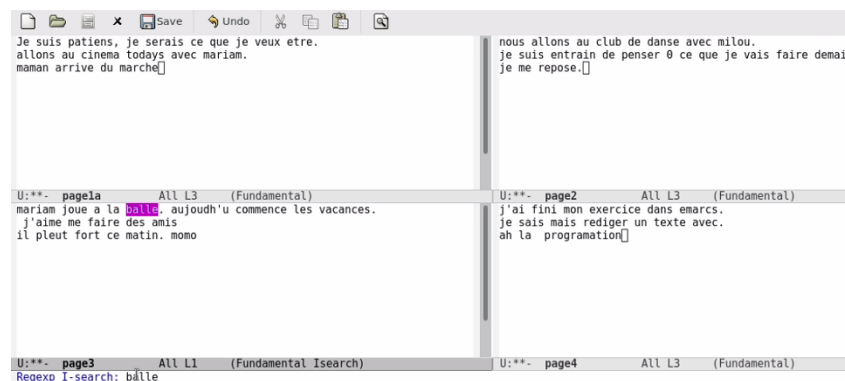 Save Undo
Je suis patiens, je serais ce que je veux etre.
allons au cinema todays avec mariam.
maman arrive du marche
U:**- page1a All L3 (Fundamental)
nous allons au club de danse avec milou.
je suis entrain de penser 0 ce que je vais faire demai
je me repose.
U:**- page2 All L3 (Fundamental)
mariam joue a la balle. aujoudh'u commence les vacances.
j'aime me faire des amis
il pleut fort ce matin. momo
U:**- page3 All L1 (Fundamental Isearch)
j'ai fini mon exercice dans emarcs.
je sais mais rediger un texte avec.
ah la programation
U:**- page4 All L3 (Fundamental)
Regexp I-search: balle